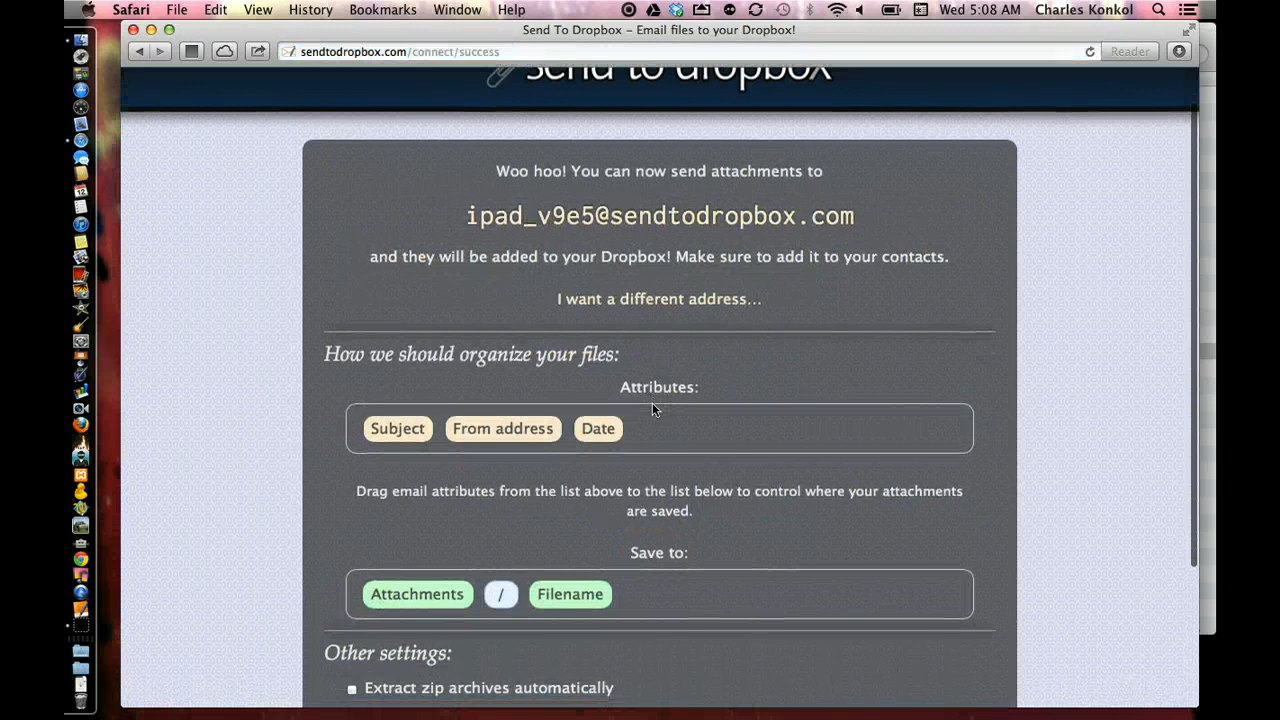 Safari File Edit View History Bookmarks Window Help Wed 5:08 AM Charles Konkol
Send To Dropbox – Email files to your Dropbox!
sendtodropbox.com/connect/success Reader
send to dropbox
Woo hoo! You can now send attachments to
ipad_v9e5@sendtodropbox.com
and they will be added to your Dropbox! Make sure to add it to your contacts.
I want a different address...
How we should organize your files:
Attributes:
Subject From address Date
Drag email attributes from the list above to the list below to control where your attachments
are saved.
Save to:
Attachments / Filename
Other settings:
Extract zip archives automatically